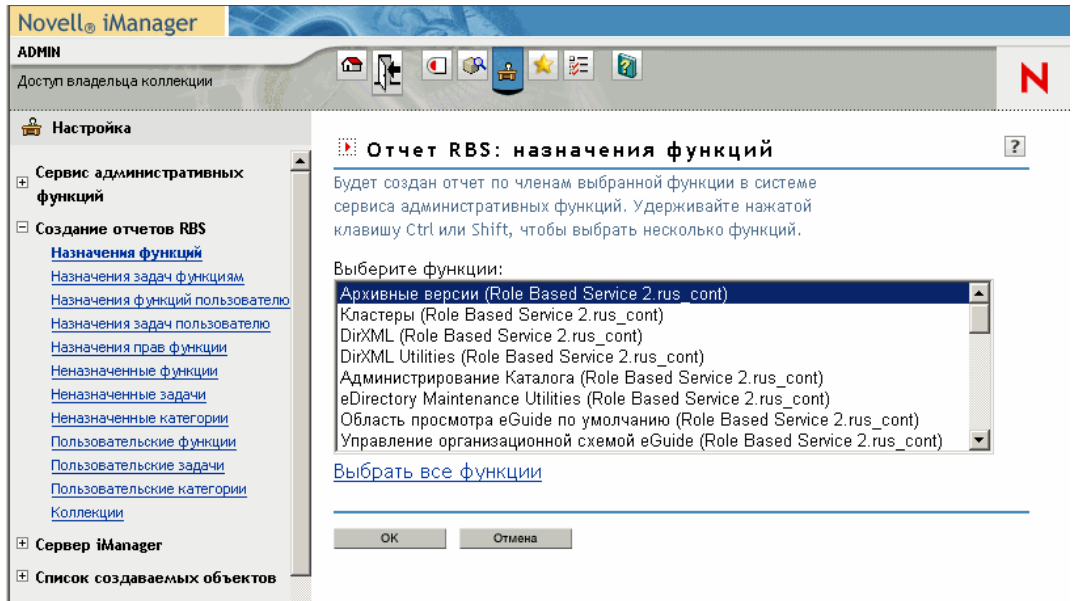 Novell® iManager
ADMIN
Доступ владельца коллекции
N
Настройка
Сервис административных
функций
Создание отчетов RBS
Назначения функций
Назначения задач функциям
Назначения функций пользователю
Назначения задач пользователю
Назначения прав функции
Неназначенные функции
Неназначенные задачи
Неназначенные категории
Пользовательские функции
Пользовательские задачи
Пользовательские категории
Коллекции
Сервер iManager
Список создаваемых объектов
Отчет RBS: назначения функций
?
Будет создан отчет по членам выбранной функции в системе
сервиса административных функций. Удерживайте нажатой
клавишу Ctrl или Shift, чтобы выбрать несколько функций.
Выберите функции:
Архивные версии (Role Based Service 2.rus_cont)
Кластеры (Role Based Service 2.rus_cont)
DirXML (Role Based Service 2.rus_cont)
DirXML Utilities (Role Based Service 2.rus_cont)
Администрирование Каталога (Role Based Service 2.rus_cont)
eDirectory Maintenance Utilities (Role Based Service 2.rus_cont)
Область просмотра eGuide по умолчанию (Role Based Service 2.rus_cont)
Управление организационной схемой eGuide (Role Based Service 2.rus_cont)
Выбрать все функции
OK
Отмена